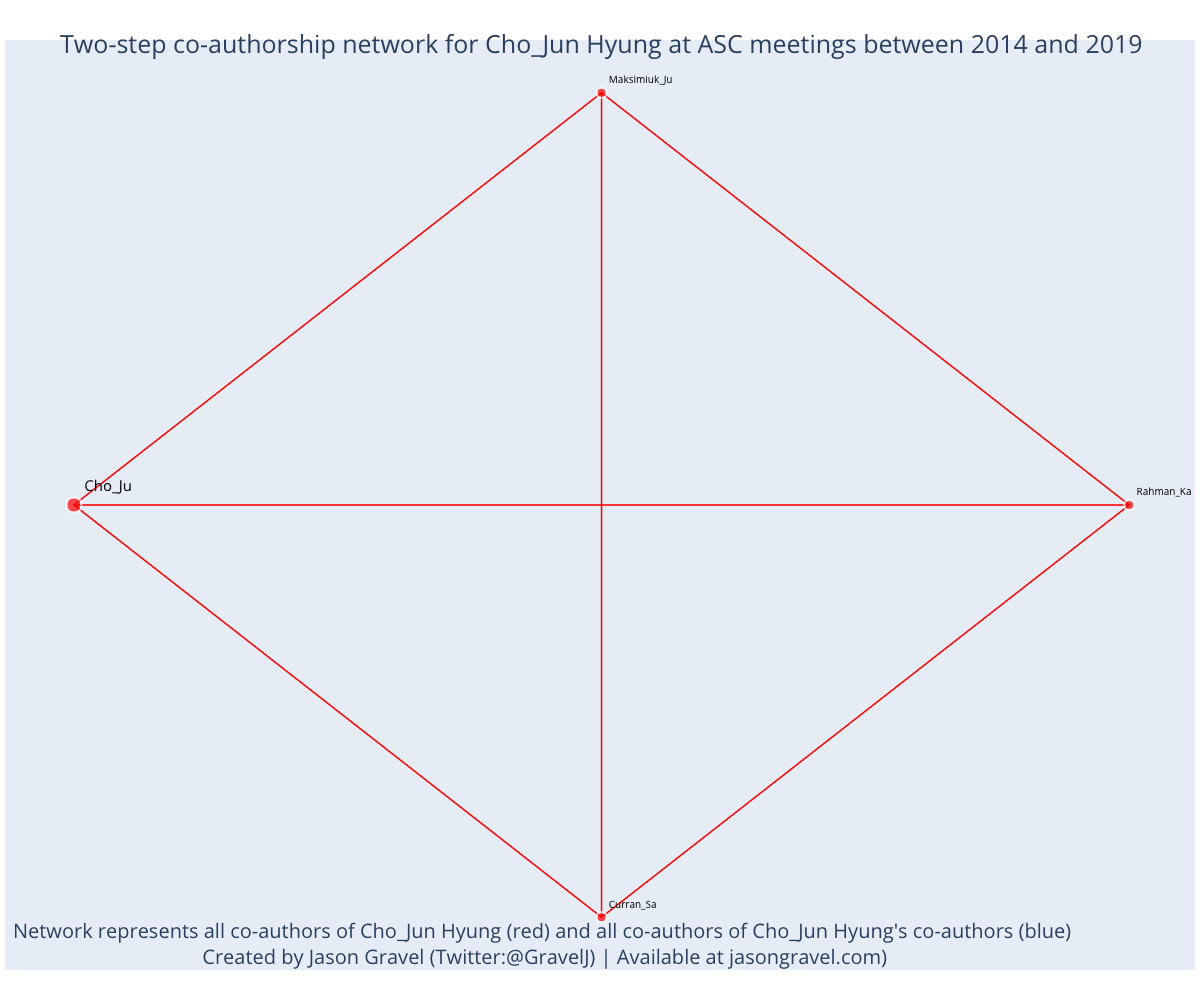 Two-step co-authorship network for Cho_Jun Hyung at ASC meetings between 2014 and 2019
Maksimiuk_Ju
Cho_Ju
Rahman_Ka
Curran_Sa
Network represents all co-authors of Cho_Jun Hyung (red) and all co-authors of Cho_Jun Hyung's co-authors (blue)
Created by Jason Gravel (Twitter:@GravelJ) | Available at jasongravel.com)